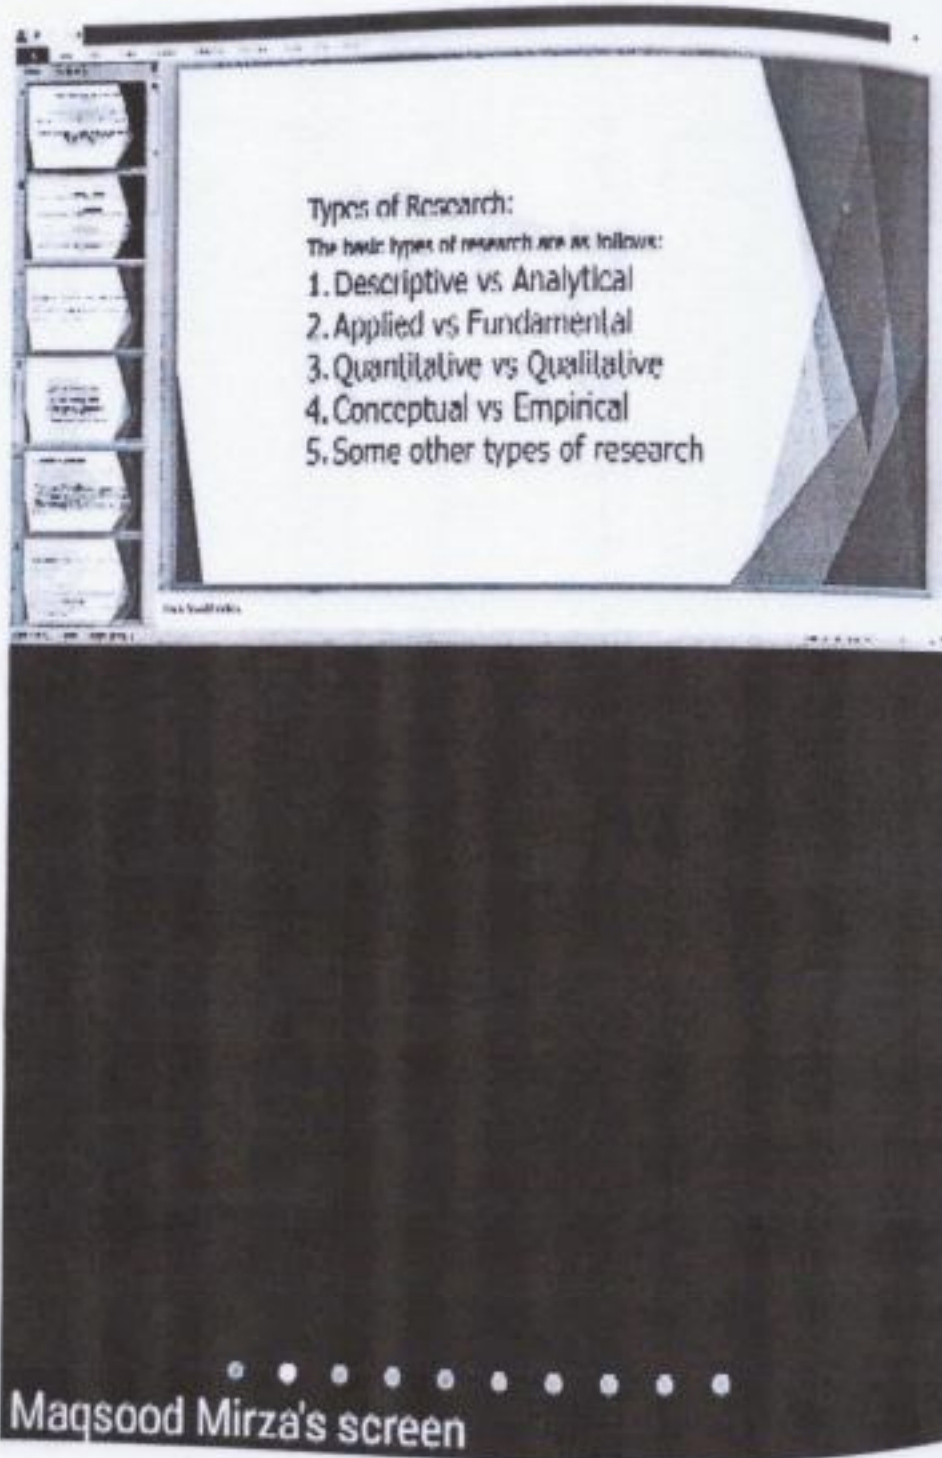 Types of Research:
The basic types of research are as follows:
1. Descriptive vs Analytical
2. Applied vs Fundamental
3. Quantitative vs Qualitative
4. Conceptual vs Empirical
5. Some other types of research
Maqsood Mirza's screen